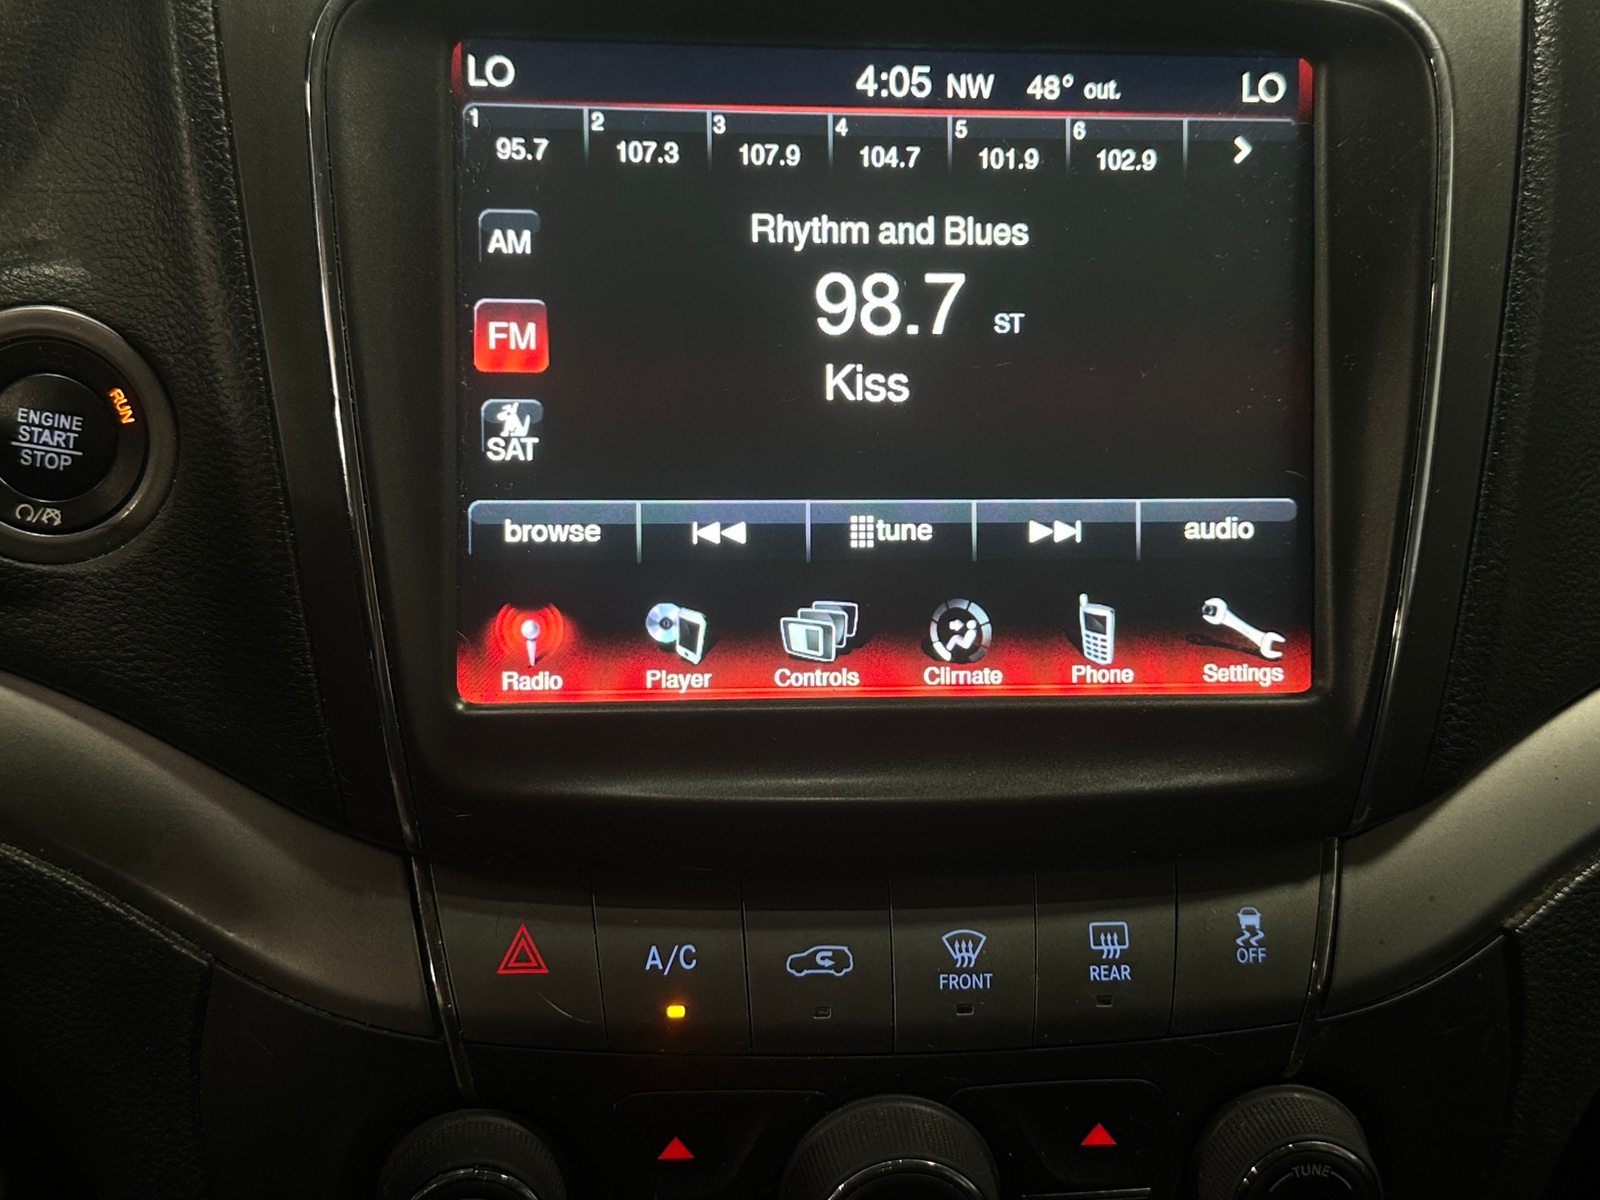 LO 4:05 NW 48° out. LO
1 2 3 4 5 6
95.7 107.3 107.9 104.7 101.9 102.9
AM
Rhythm and Blues
98.7 ST
FM
Kiss
SAT
browse tune audio
Radio Player Controls Climate Phone Settings
RUN
ENGINE
START
STOP
A/C
FRONT
REAR
OFF
TUNE